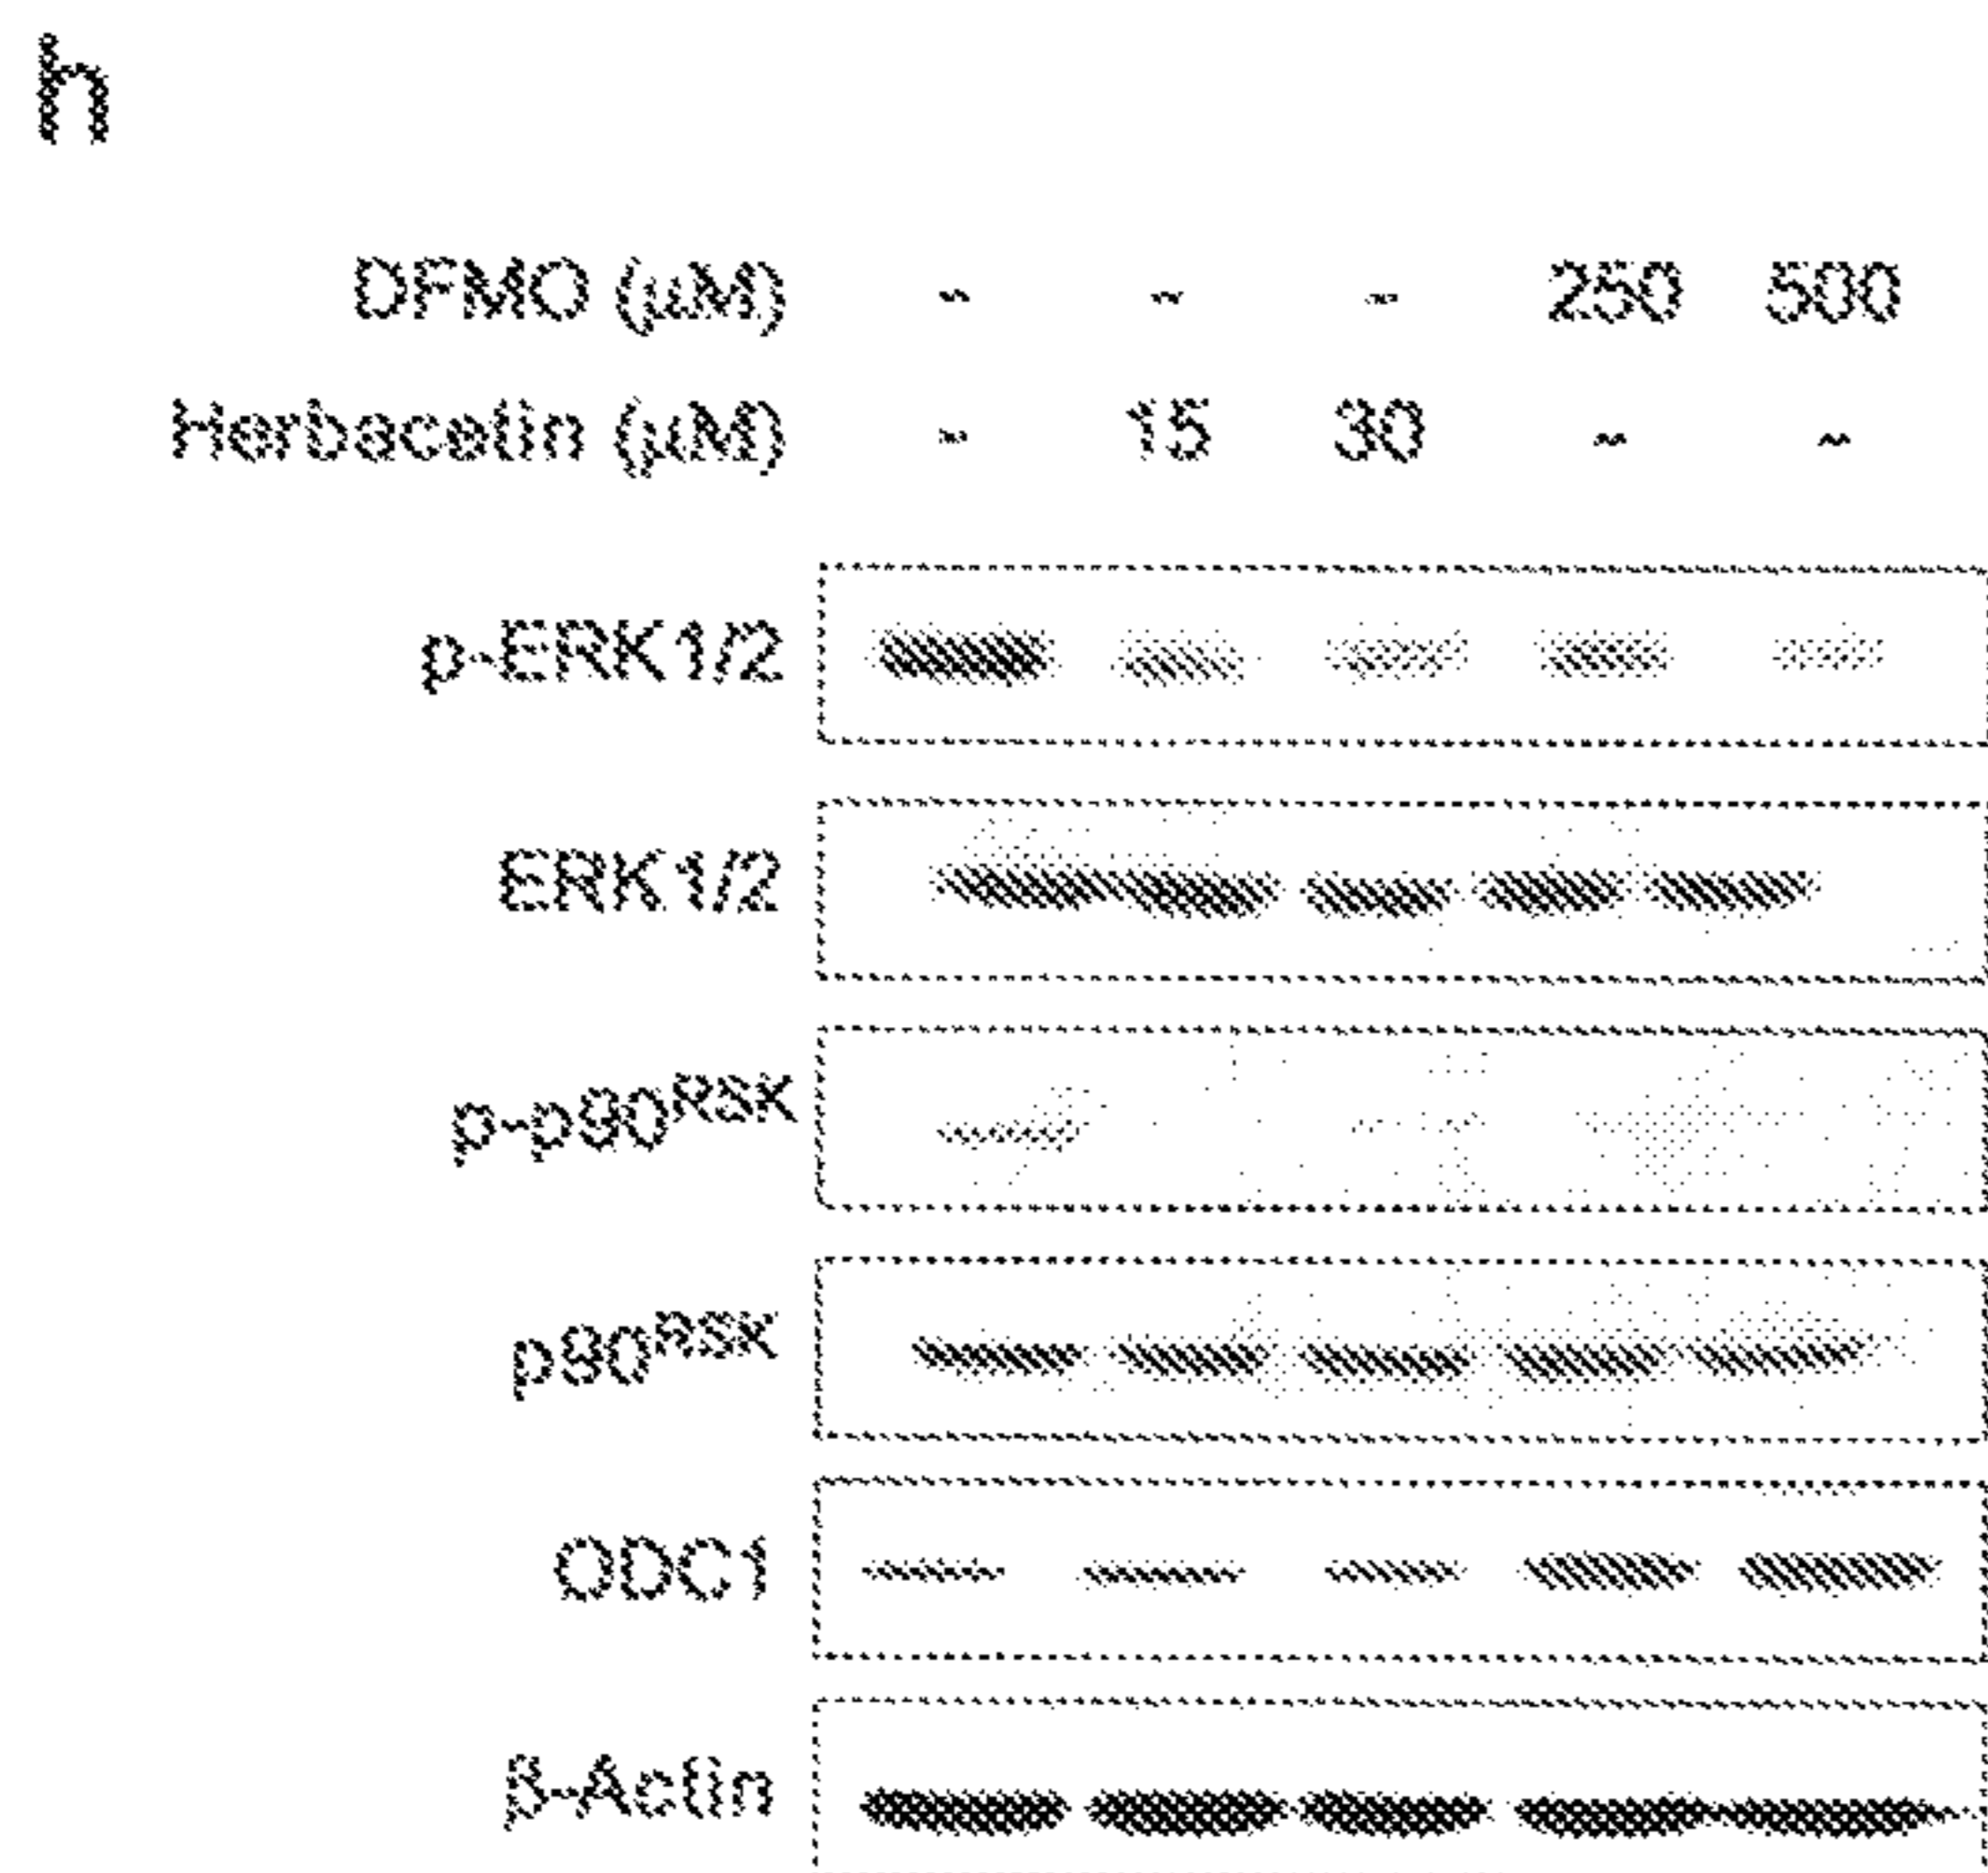 h
DFMO (μM) - - - 250 500
Herbacetin (μM) - 15 30 - -
p-ERK1/2
ERK1/2
p-p90RSK
p90RSK
ODC1
β-Actin